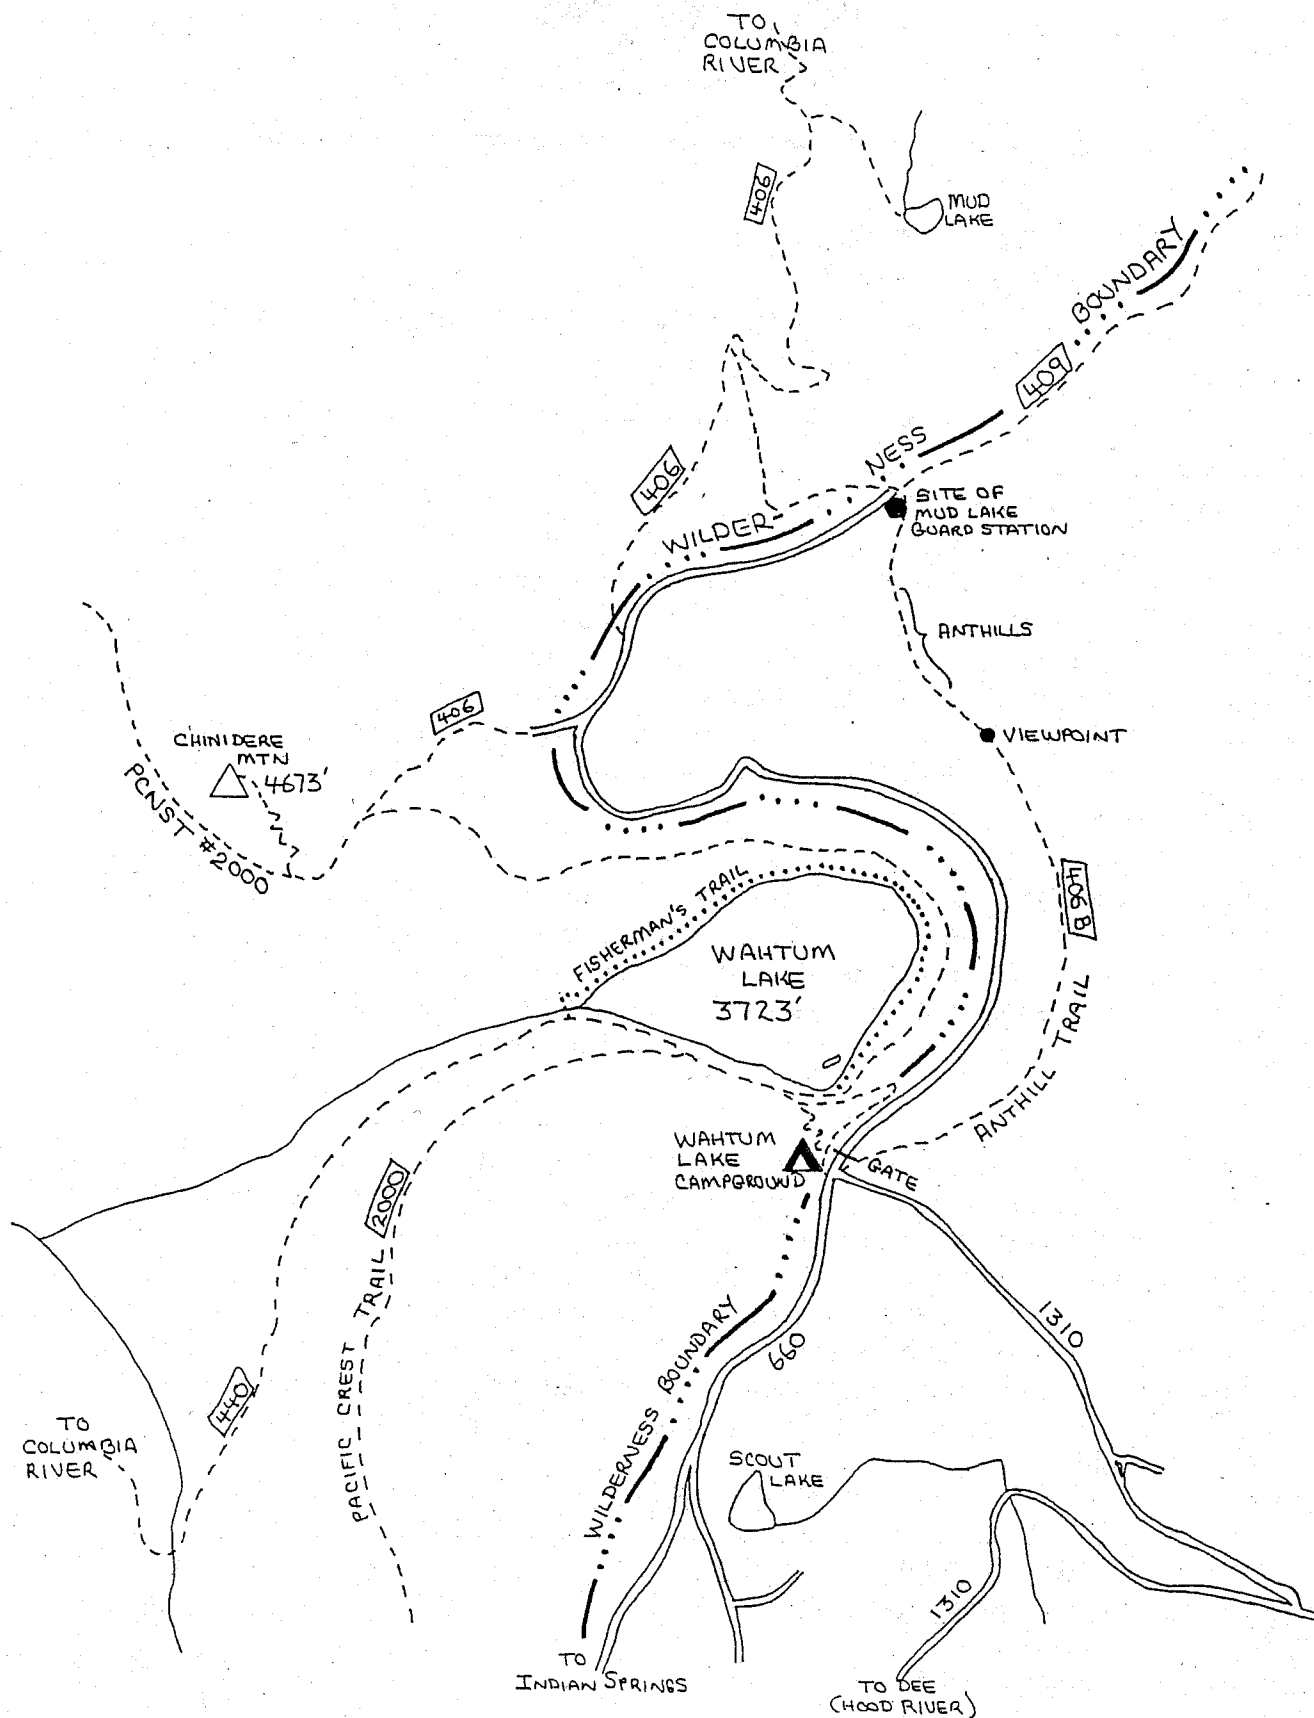 TO
COLUMBIA
RIVER
406
MUD
LAKE
BOUNDARY
409
NESS
406
WILDER
SITE OF
MUD LAKE
GUARD STATION
ANTHILLS
406
VIEWPOINT
CHINIDERE
MTN
4673'
PCNST #2000
406 B
FISHERMAN'S TRAIL
WAHTUM
LAKE
3723'
ANTHILL TRAIL
WAHTUM
LAKE
CAMPGROUND
GATE
2000
PACIFIC CREST TRAIL
1310
660
WILDERNESS BOUNDARY
440
TO
COLUMBIA
RIVER
SCOUT
LAKE
1310
TO
INDIAN SPRINGS
TO DEE
(HOOD RIVER)